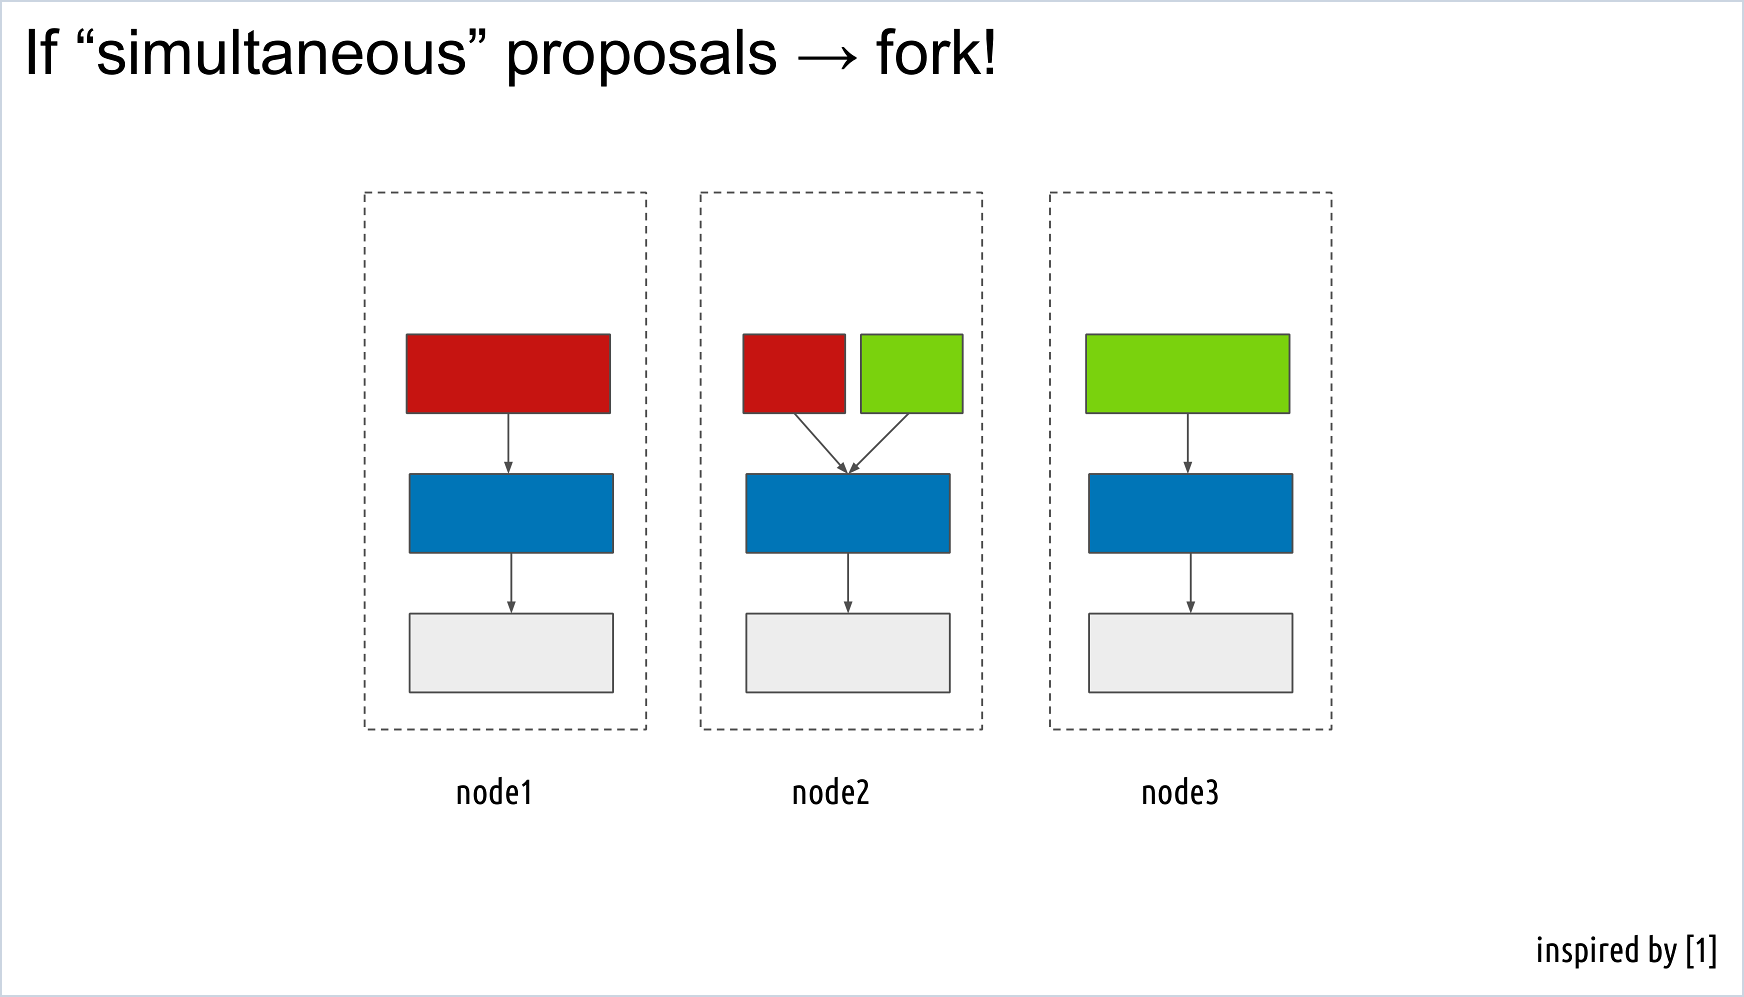 If “simultaneous” proposals → fork!
node1
node2
node3
inspired by [1]